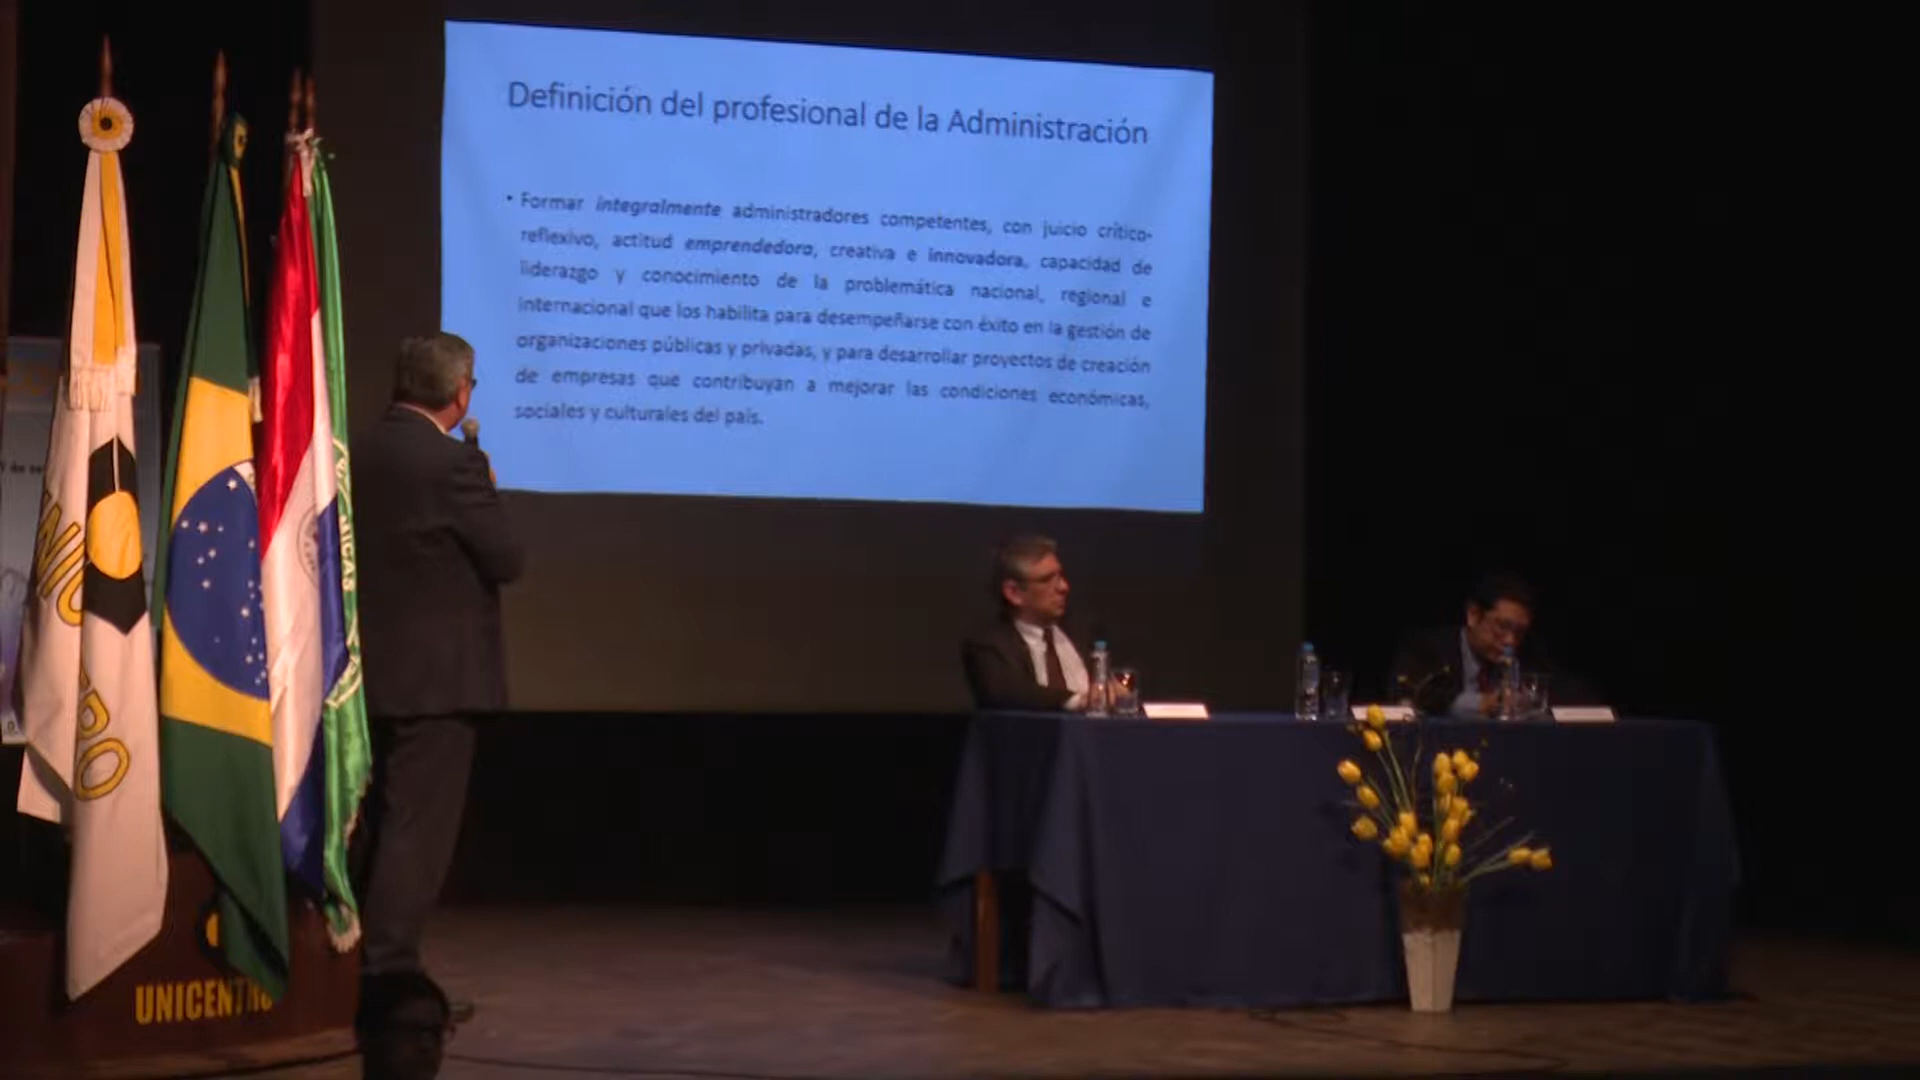 Definición del profesional de la Administración
• Formar integralmente administradores competentes, con juicio crítico-
reflexivo, actitud emprendedora, creativa e innovadora, capacidad de
liderazgo y conocimiento de la problemática nacional, regional e
internacional que los habilita para desempeñarse con éxito en la gestión de
organizaciones públicas y privadas, y para desarrollar proyectos de creación
de empresas que contribuyan a mejorar las condiciones económicas,
sociales y culturales del país.
UNICENTRO